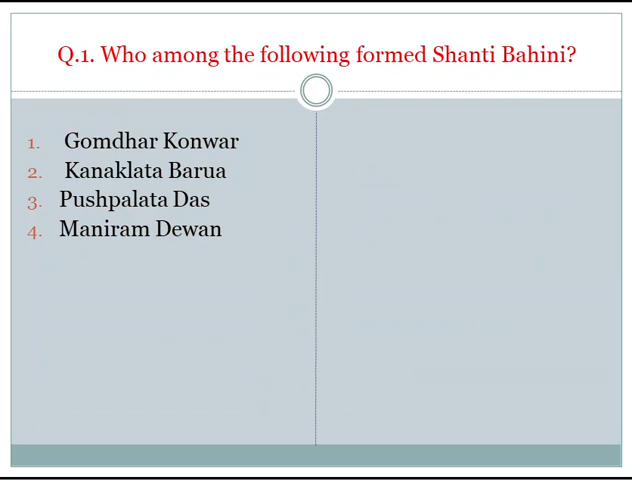 Q.1. Who among the following formed Shanti Bahini?
1. Gomdhar Konwar
2. Kanaklata Barua
3. Pushpalata Das
4. Maniram Dewan